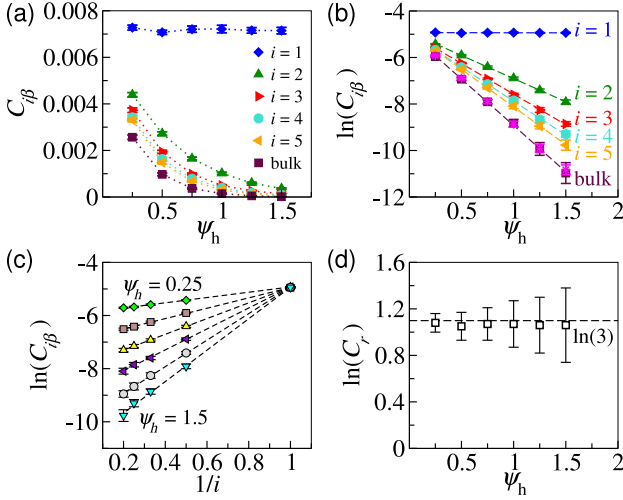 (a)
0.008
0.006
0.004
0.002
0
C_{iβ}
0.5 1 1.5
ψ_h
i = 1
i = 2
i = 3
i = 4
i = 5
bulk
(b)
-4
-6
-8
-10
-12
ln(C_{iβ})
0 0.5 1 1.5 2
ψ_h
i = 1
i = 2
i = 3
i = 4
i = 5
bulk
(c)
-4
-6
-8
-10
ln(C_{iβ})
0.2 0.4 0.6 0.8 1
1/i
ψ_h = 0.25
ψ_h = 1.5
(d)
1.8
1.2
0.6
0
ln(C_r)
0.5 1 1.5 2
ψ_h
ln(3)